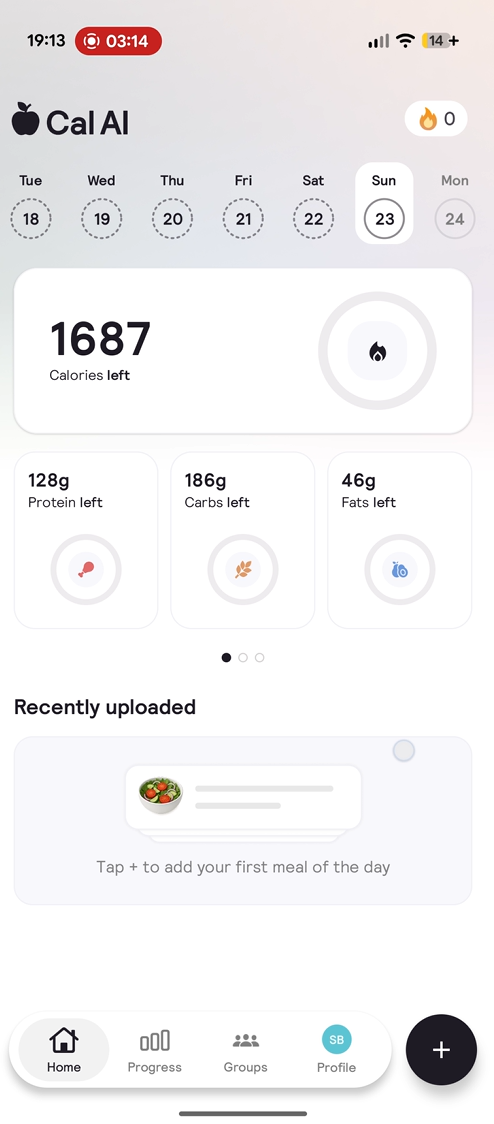 19:13 03:14 14+
Cal AI 0
Tue Wed Thu Fri Sat Sun Mon
18 19 20 21 22 23 24
1687
Calories left
128g 186g 46g
Protein left Carbs left Fats left
Recently uploaded
Tap + to add your first meal of the day
SB
Home Progress Groups Profile
+